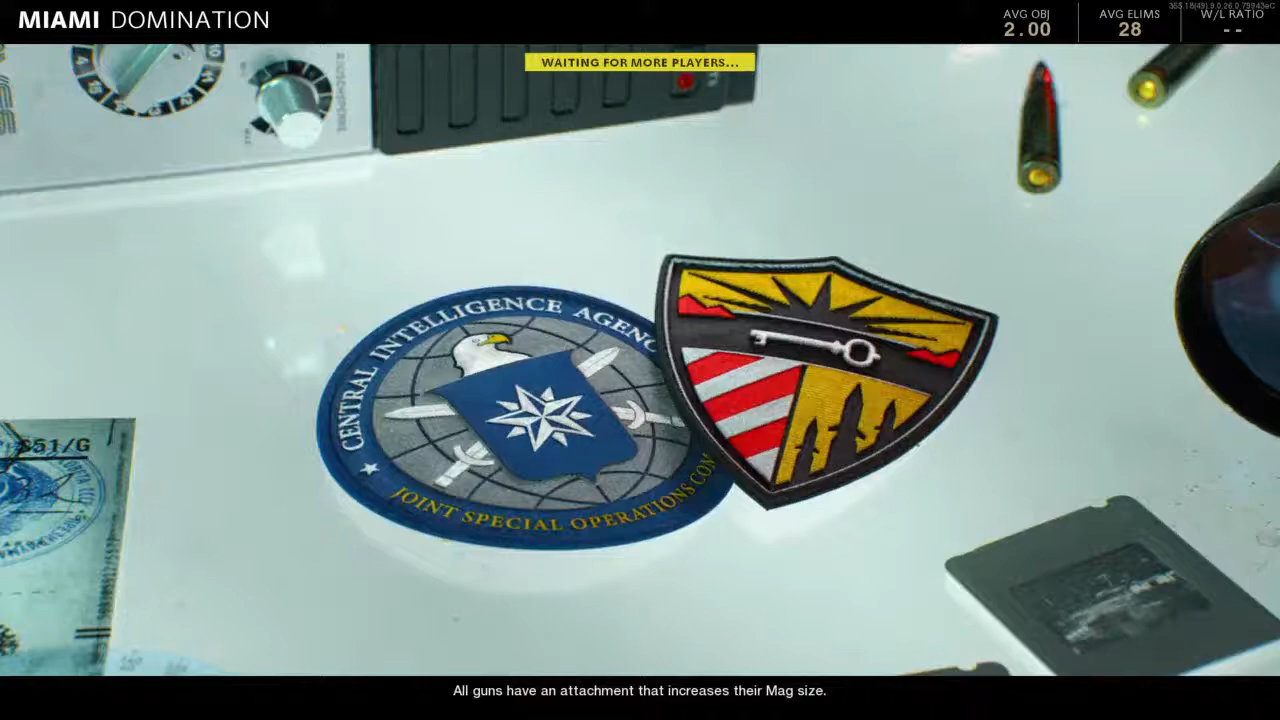 MIAMI DOMINATION
AVG OBJ
2.00
AVG ELIMS
28
W/L RATIO
--
WAITING FOR MORE PLAYERS...
CENTRAL INTELLIGENCE AGENC
JOINT SPECIAL OPERATIONS COM
651/G
All guns have an attachment that increases their Mag size.